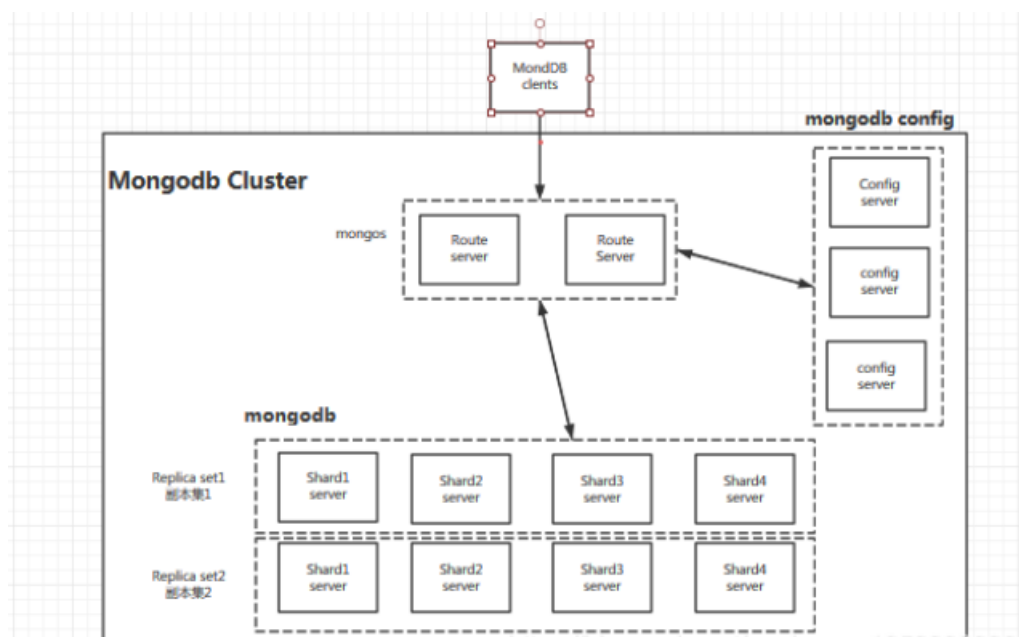 MondDB
clents
mongodb config
Mongodb Cluster
Config
server
mongos
Route
server
Route
Server
config
server
config
server
mongodb
Replica set1
副本集1
Shard1
server
Shard2
server
Shard3
server
Shard4
server
Replica set2
副本集2
Shard1
server
Shard2
server
Shard3
server
Shard4
server